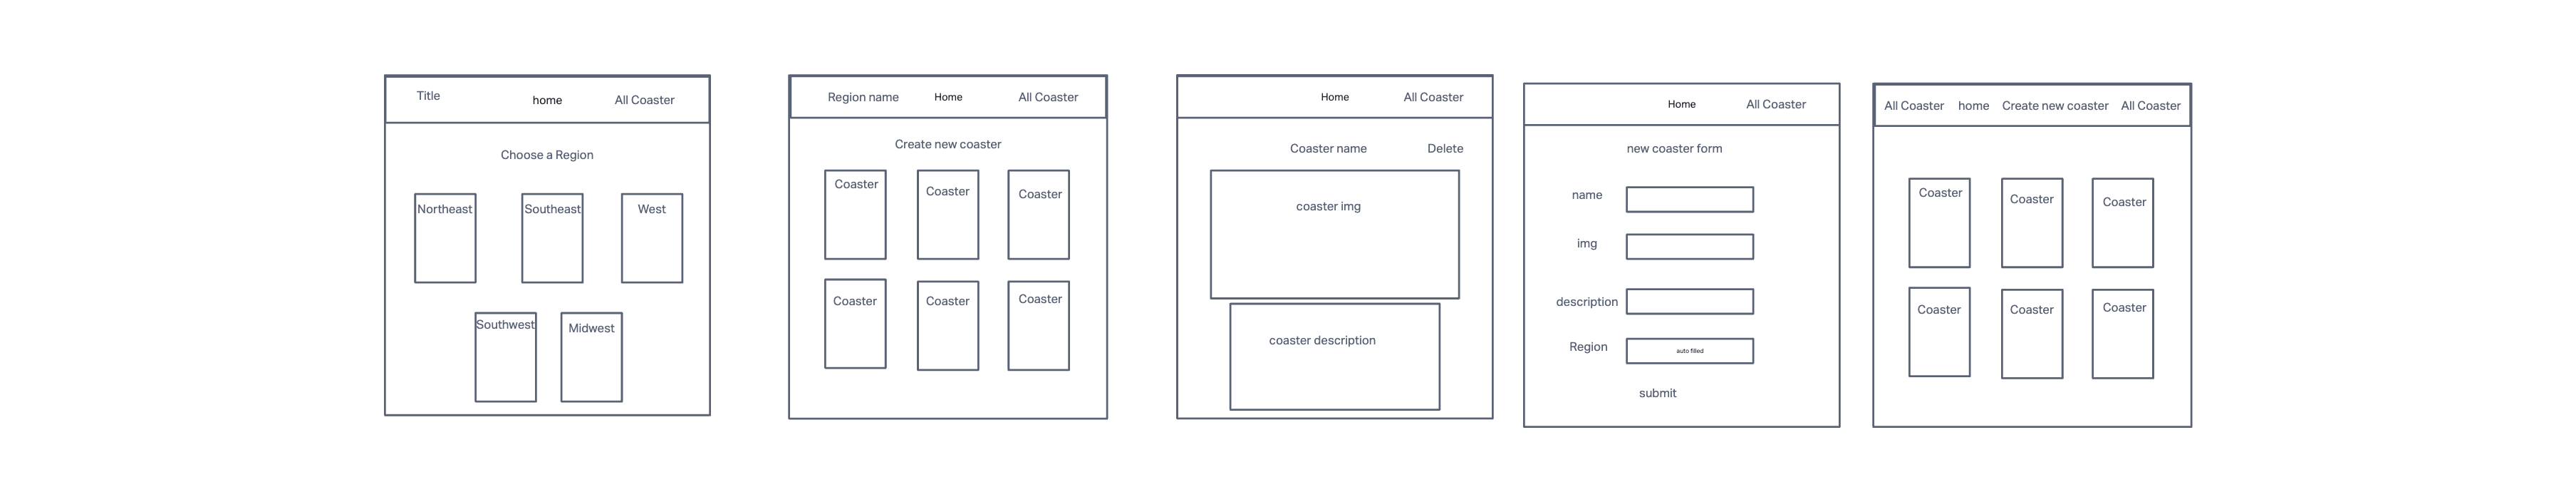 Title
home
All Coaster
Choose a Region
Northeast
Southeast
West
Southwest
Midwest
Region name
Home
All Coaster
Create new coaster
Coaster
Coaster
Coaster
Coaster
Coaster
Coaster
Home
All Coaster
Coaster name
Delete
coaster img
coaster description
Home
All Coaster
new coaster form
name
img
description
Region
auto filled
submit
All Coaster
home
Create new coaster
All Coaster
Coaster
Coaster
Coaster
Coaster
Coaster
Coaster